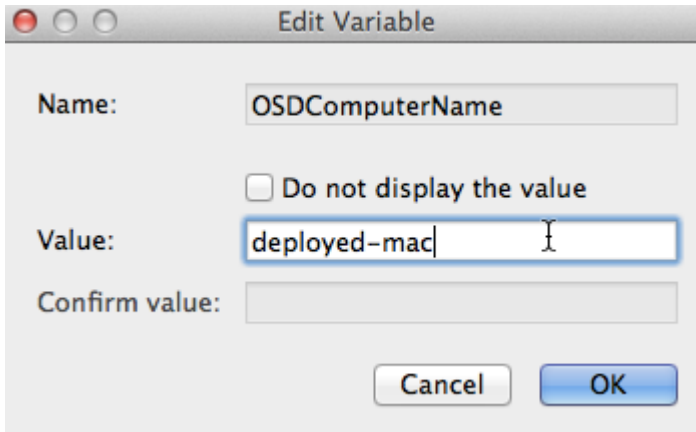 Edit Variable
Name: OSDComputerName
Do not display the value
Value: deployed-mac
Confirm value:
Cancel OK